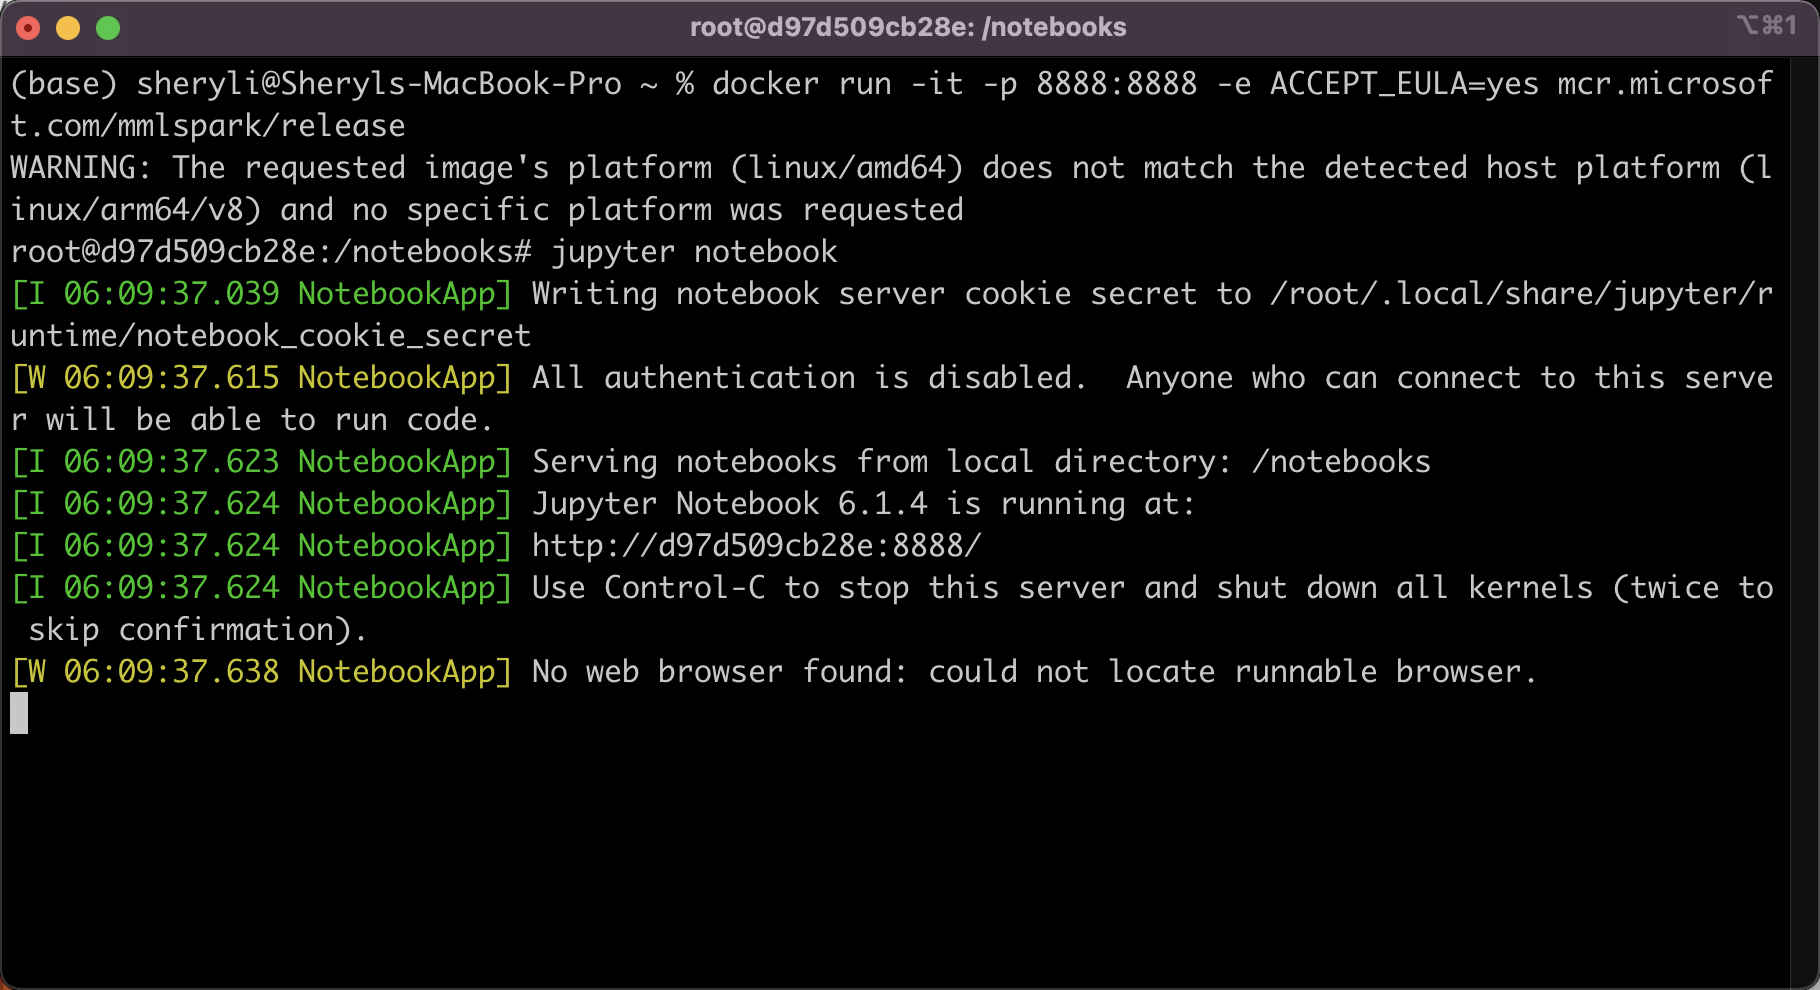 root@d97d509cb28e: /notebooks
⌥⌘1
(base) sheryli@Sheryls-MacBook-Pro ~ % docker run -it -p 8888:8888 -e ACCEPT_EULA=yes mcr.microsof
t.com/mmlspark/release
WARNING: The requested image's platform (linux/amd64) does not match the detected host platform (l
inux/arm64/v8) and no specific platform was requested
root@d97d509cb28e:/notebooks# jupyter notebook
[I 06:09:37.039 NotebookApp] Writing notebook server cookie secret to /root/.local/share/jupyter/r
untime/notebook_cookie_secret
[W 06:09:37.615 NotebookApp] All authentication is disabled.  Anyone who can connect to this serve
r will be able to run code.
[I 06:09:37.623 NotebookApp] Serving notebooks from local directory: /notebooks
[I 06:09:37.624 NotebookApp] Jupyter Notebook 6.1.4 is running at:
[I 06:09:37.624 NotebookApp] http://d97d509cb28e:8888/
[I 06:09:37.624 NotebookApp] Use Control-C to stop this server and shut down all kernels (twice to
 skip confirmation).
[W 06:09:37.638 NotebookApp] No web browser found: could not locate runnable browser.